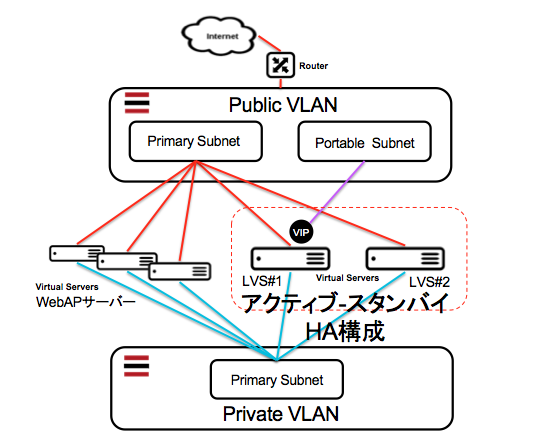 Internet
Router
Public VLAN
Primary Subnet
Portable Subnet
VIP
Virtual Servers
WebAPサーバー
LVS#1
Virtual Servers
LVS#2
アクティブ-スタンバイ
HA構成
Primary Subnet
Private VLAN